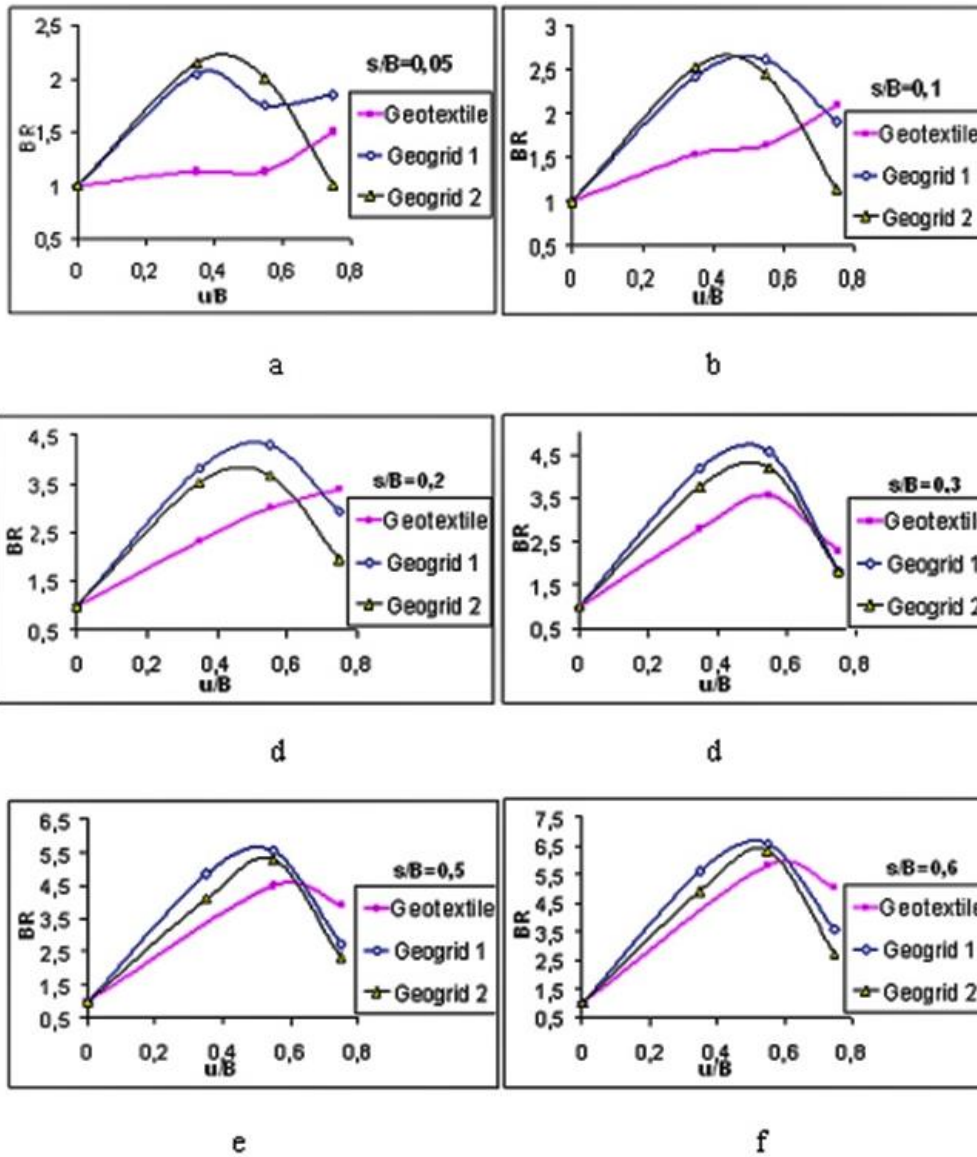 2,5
2
1,5
1
0,5
BR
s/B=0,05
Geotextile
Geogrid 1
Geogrid 2
0 0,2 0,4 0,6 0,8
u/B
a
3
2,5
2
1,5
1
0,5
BR
s/B=0,1
Geotextile
Geogrid 1
Geogrid 2
0 0,2 0,4 0,6 0,8
u/B
b
4,5
3,5
2,5
1,5
0,5
BR
s/B=0,2
Geotextile
Geogrid 1
Geogrid 2
0 0,2 0,4 0,6 0,8
u/B
d
4,5
3,5
2,5
1,5
0,5
BR
s/B=0.3
Geotextil
Geogrid 1
Geogrid 2
0 0,2 0,4 0,6 0,8
u/B
d
6,5
5,5
4,5
3,5
2,5
1,5
0,5
BR
s/B=0,5
Geotextile
Geogrid 1
Geogrid 2
0 0,2 0,4 0,6 0,8
u/B
e
7,5
6,5
5,5
4,5
3,5
2,5
1,5
0,5
BR
s/B=0,6
Geotextile
Geogrid 1
Geogrid 2
0 0,2 0,4 0,6 0,8
u/B
f